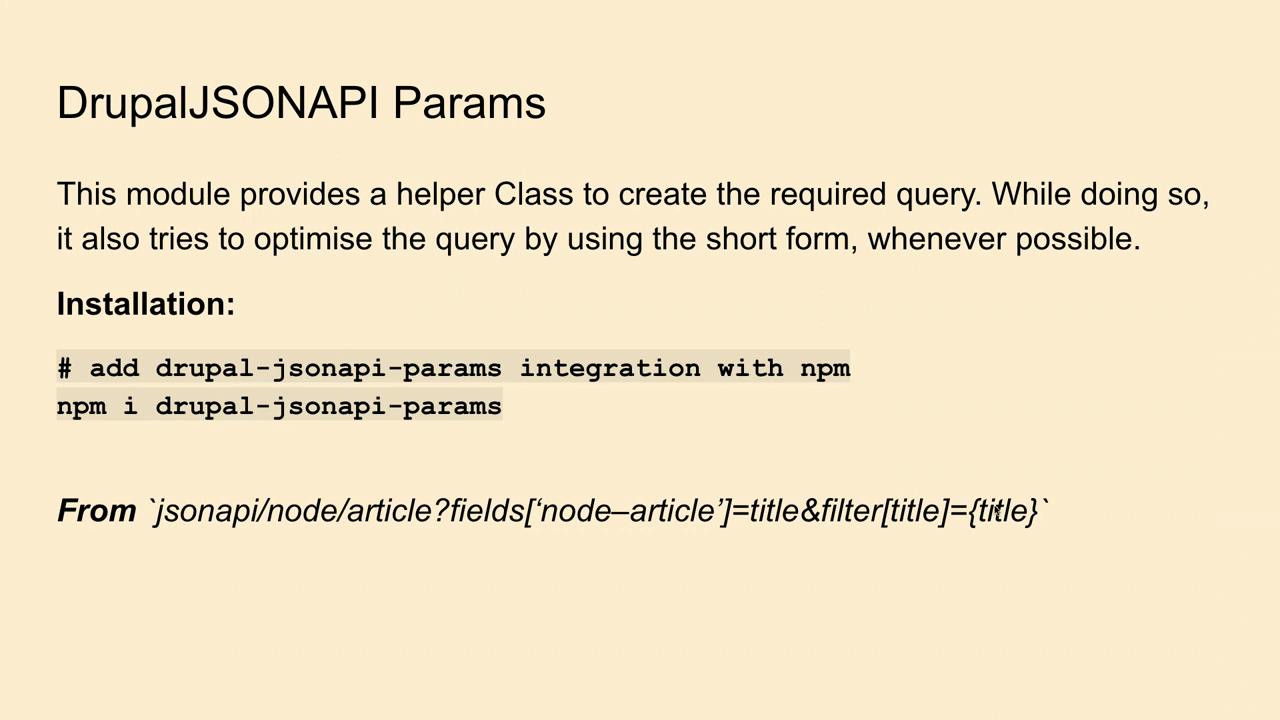 DrupalJSONAPI Params
This module provides a helper Class to create the required query. While doing so,
it also tries to optimise the query by using the short form, whenever possible.
Installation:
# add drupal-jsonapi-params integration with npm
npm i drupal-jsonapi-params
From `jsonapi/node/article?fields[‘node–article’]=title&filter[title]={title}`